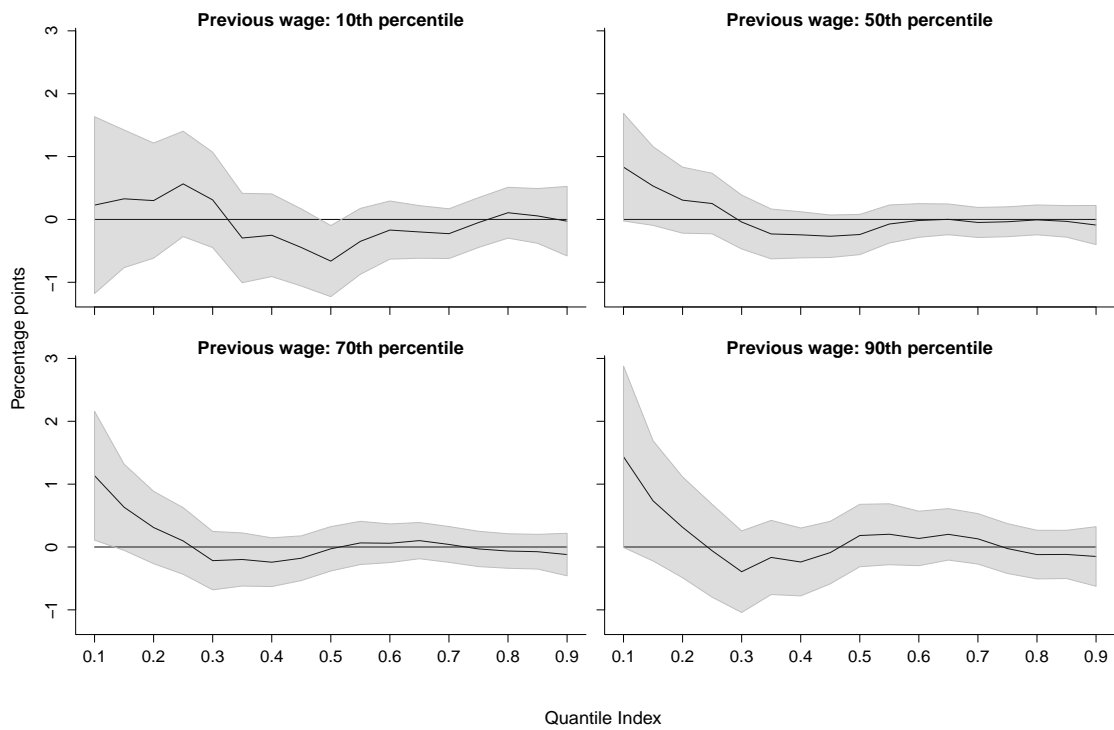 Previous wage: 10th percentile
Previous wage: 50th percentile
3
2
1
0
−1
Previous wage: 70th percentile
Previous wage: 90th percentile
3
2
1
0
−1
0.1 0.2 0.3 0.4 0.5 0.6 0.7 0.8 0.9
0.1 0.2 0.3 0.4 0.5 0.6 0.7 0.8 0.9
Percentage points
Quantile Index